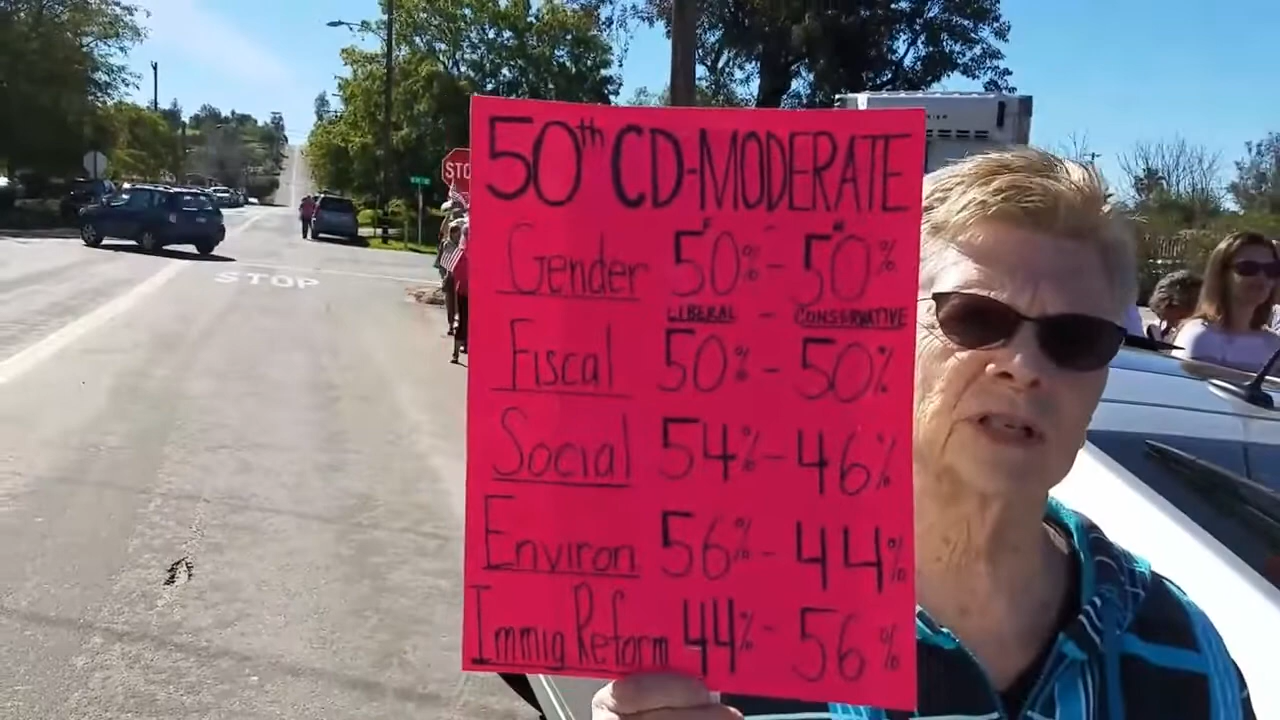 50th CD-MODERATE
Gender 50%-50%
LIBERAL - CONSERVATIVE
Fiscal 50%-50%
Social 54%-46%
Environ 56%-44%
Immig Reform 44%-56%
STO
STOP